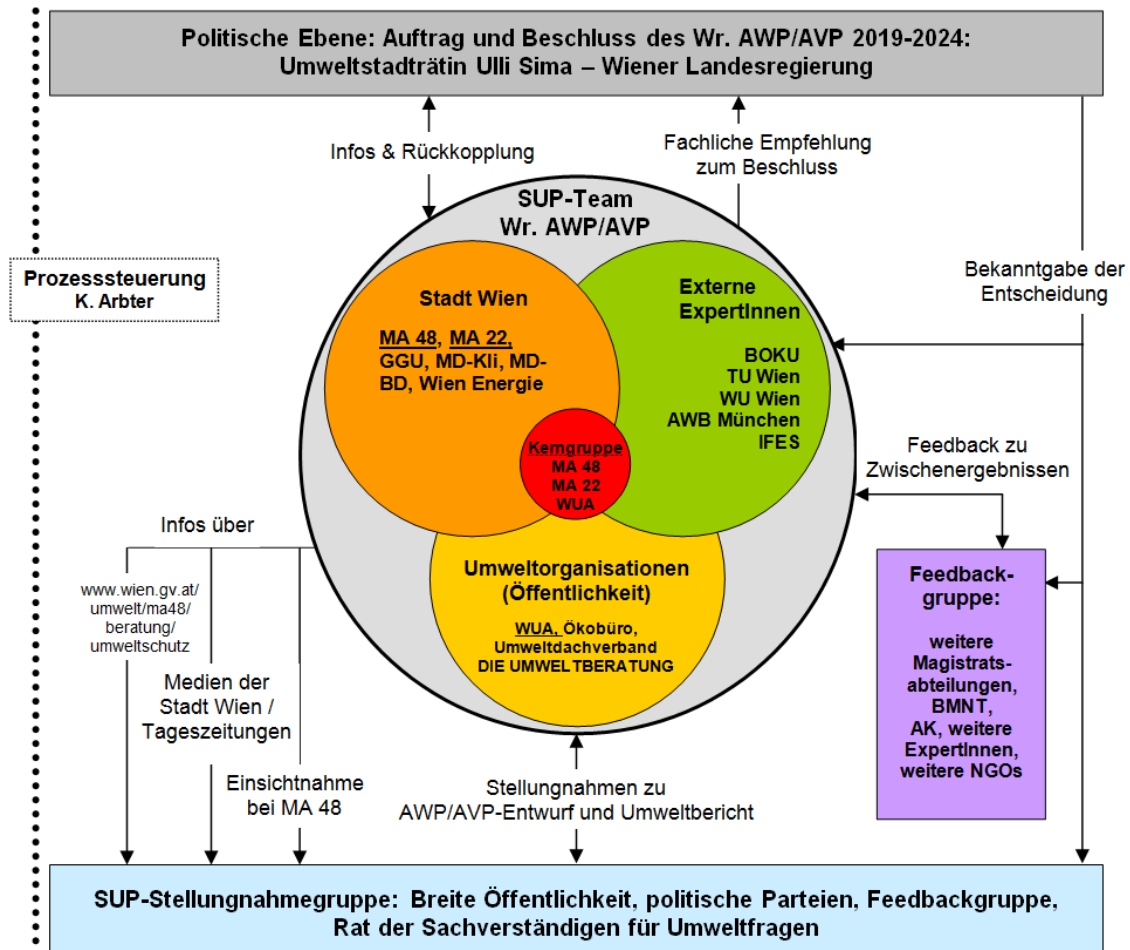 Politische Ebene: Auftrag und Beschluss des Wr. AWP/AVP 2019-2024:
Umweltstadträtin Ulli Sima – Wiener Landesregierung
Infos & Rückkopplung
Fachliche Empfehlung
zum Beschluss
SUP-Team
Wr. AWP/AVP
Prozesssteuerung
K. Arbter
Bekanntgabe der
Entscheidung
Stadt Wien
MA 48, MA 22,
GGU, MD-Kli, MD-
BD, Wien Energie
Externe
ExpertInnen
BOKU
TU Wien
WU Wien
AWB München
IFES
Kerngruppe
MA 48
MA 22
WUA
Feedback zu
Zwischenergebnissen
Infos über
www.wien.gv.at/
umwelt/ma48/
beratung/
umweltschutz
Medien der
Stadt Wien /
Tageszeitungen
Einsichtnahme
bei MA 48
Umweltorganisationen
(Öffentlichkeit)
WUA, Ökobüro,
Umweltdachverband
DIE UMWELTBERATUNG
Feedback-
gruppe:
weitere
Magistrats-
abteilungen,
BMNT,
AK, weitere
ExpertInnen,
weitere NGOs
Stellungnahmen zu
AWP/AVP-Entwurf und Umweltbericht
SUP-Stellungnahmegruppe: Breite Öffentlichkeit, politische Parteien, Feedbackgruppe,
Rat der Sachverständigen für Umweltfragen